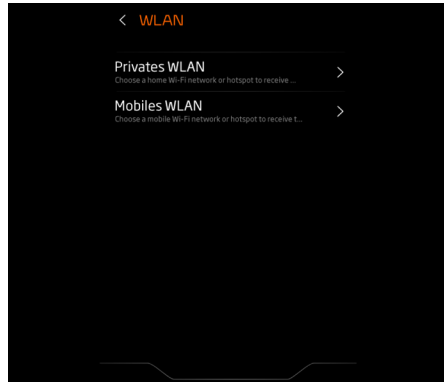 WLAN
Privates WLAN
Choose a home Wi-Fi network or hotspot to receive ...
Mobiles WLAN
Choose a mobile Wi-Fi network or hotspot to receive t...